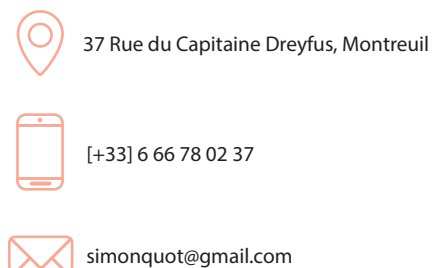 37 Rue du Capitaine Dreyfus, Montreuil
[+33] 6 66 78 02 37
simonquot@gmail.com